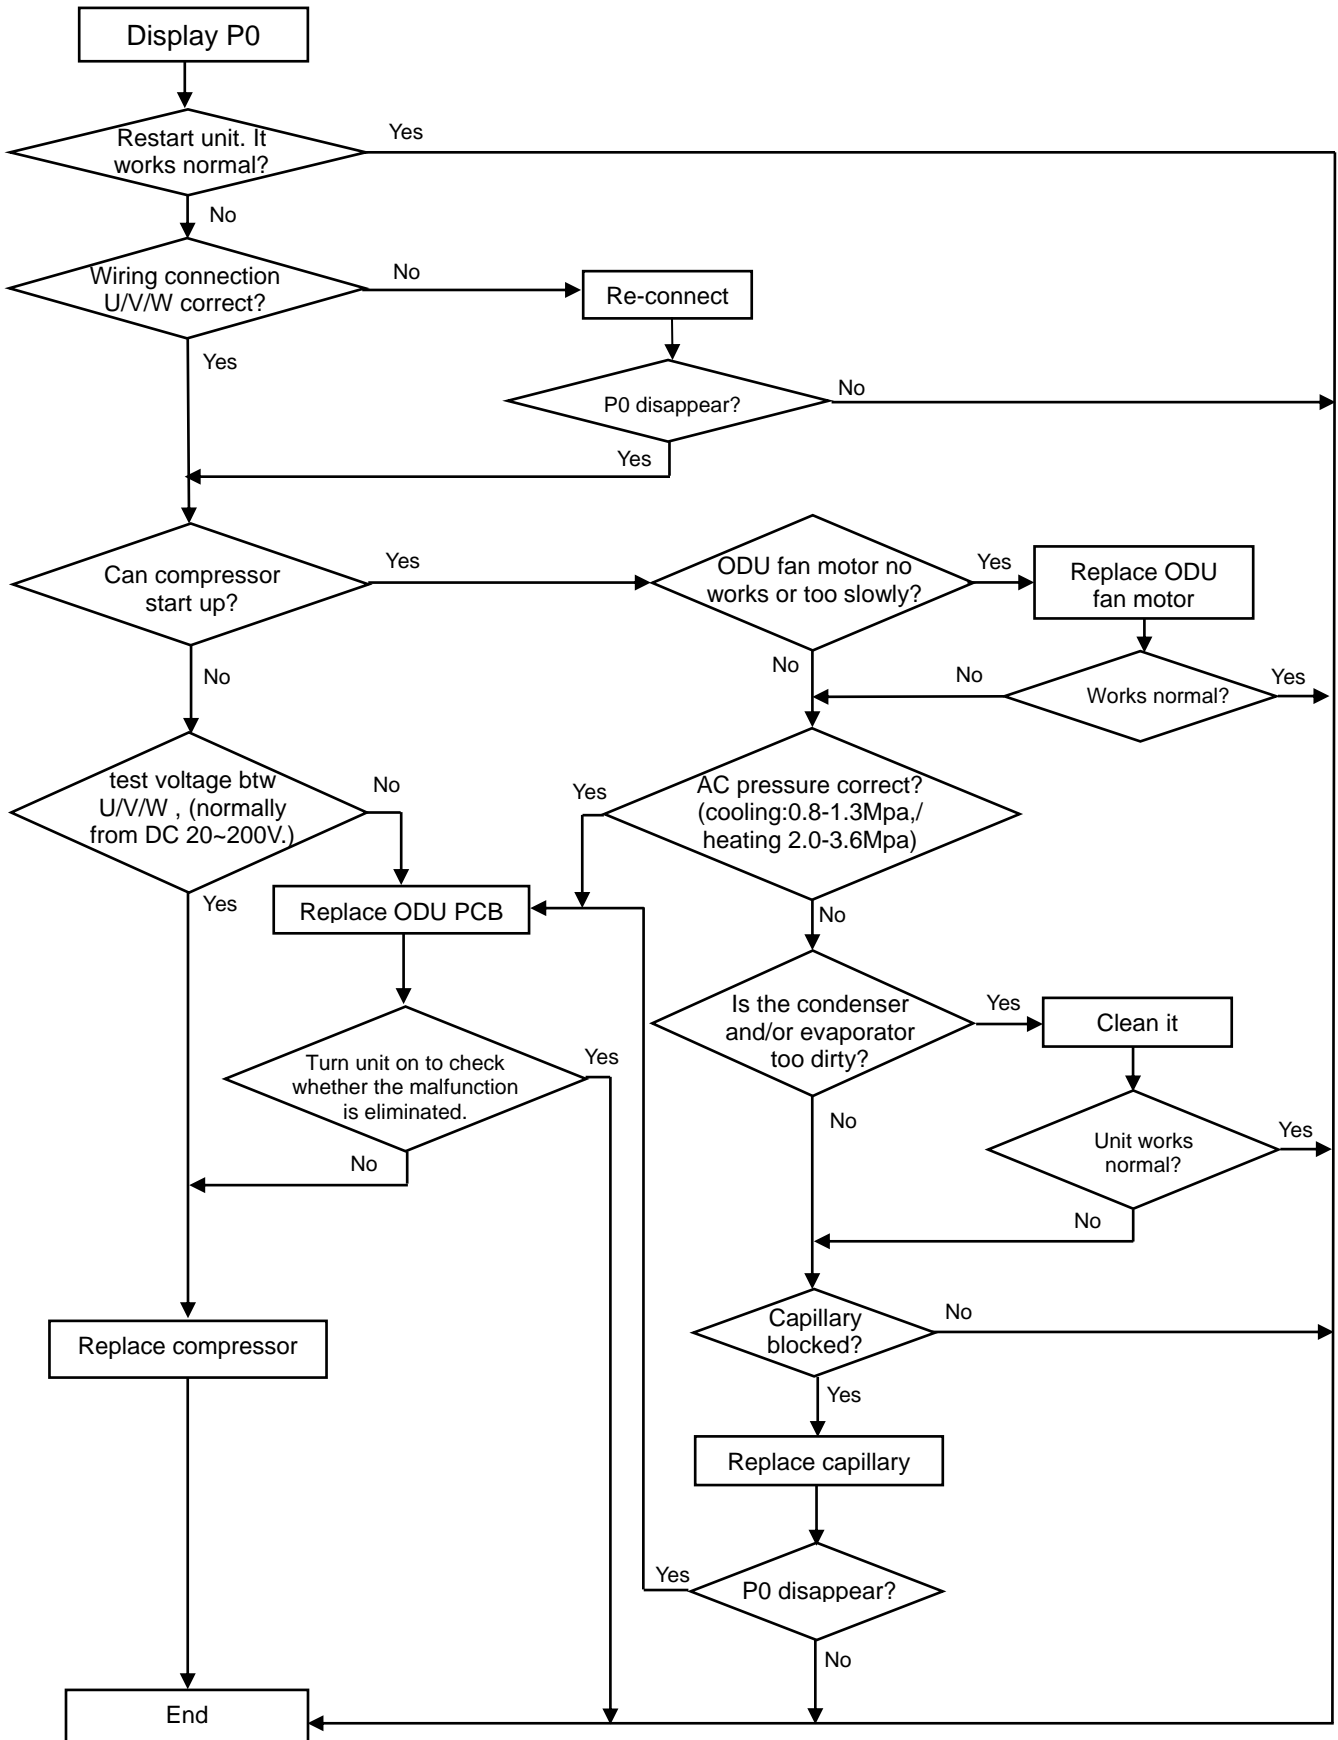 Display P0
Restart unit. It
works normal?
Yes
No
Wiring connection
U/V/W correct?
No
Re-connect
Yes
P0 disappear?
No
Yes
Can compressor
start up?
Yes
ODU fan motor no
works or too slowly?
Yes
Replace ODU
fan motor
No
No
No
Works normal?
Yes
test voltage btw
U/V/W , (normally
from DC 20~200V.)
No
Yes
AC pressure correct?
(cooling:0.8-1.3Mpa,/
heating 2.0-3.6Mpa)
Yes
Replace ODU PCB
No
Is the condenser
and/or evaporator
too dirty?
Yes
Clean it
Turn unit on to check
whether the malfunction
is eliminated.
Yes
No
No
Unit works
normal?
Yes
No
Capillary
blocked?
No
Replace compressor
Yes
Replace capillary
Yes
P0 disappear?
No
End